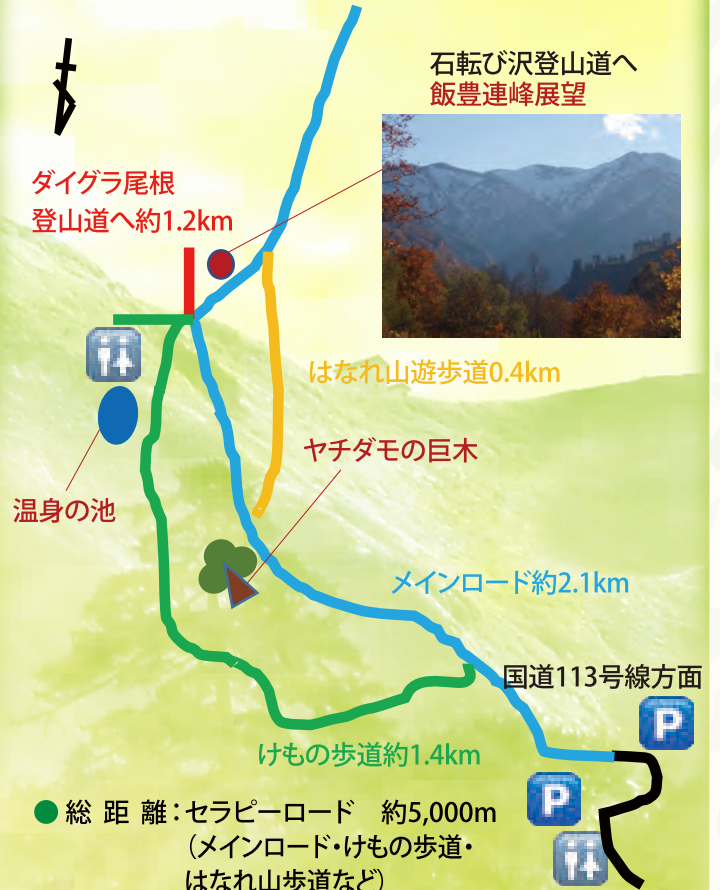 石転び沢登山道へ
飯豊連峰展望
ダイグラ尾根
登山道へ約1.2km
はなれ山遊歩道0.4km
ヤチダモの巨木
温身の池
メインロード約2.1km
国道113号線方面
P
けもの歩道約1.4km
P
●総距離：セラピーロード　約5,000m
（メインロード・けもの歩道・
はなれ山歩道など）